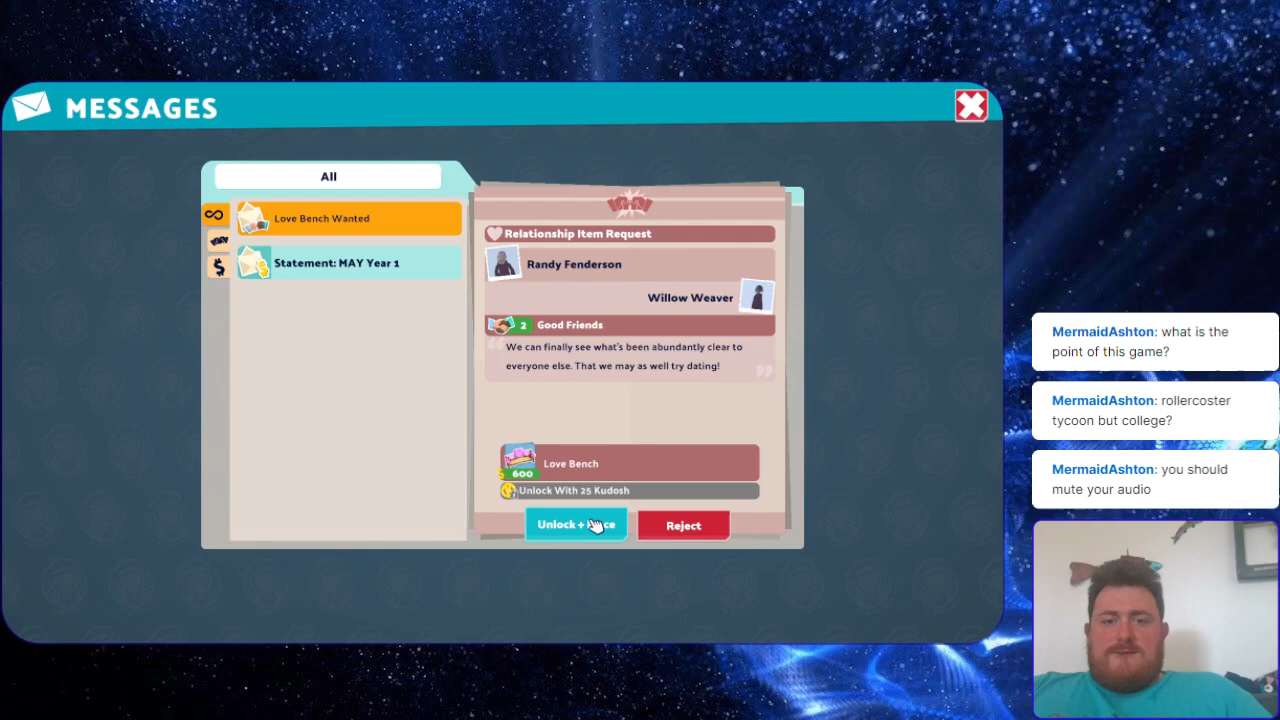 MESSAGES
All
Love Bench Wanted
Statement: MAY Year 1
Relationship Item Request
Randy Fenderson
Willow Weaver
2 Good Friends
We can finally see what's been abundantly clear to
everyone else. That we may as well try dating!
Love Bench
$ 600
Unlock With 25 Kudosh
Unlock +
Reject
MermaidAshton: what is the
point of this game?
MermaidAshton: rollercoster
tycoon but college?
MermaidAshton: you should
mute your audio